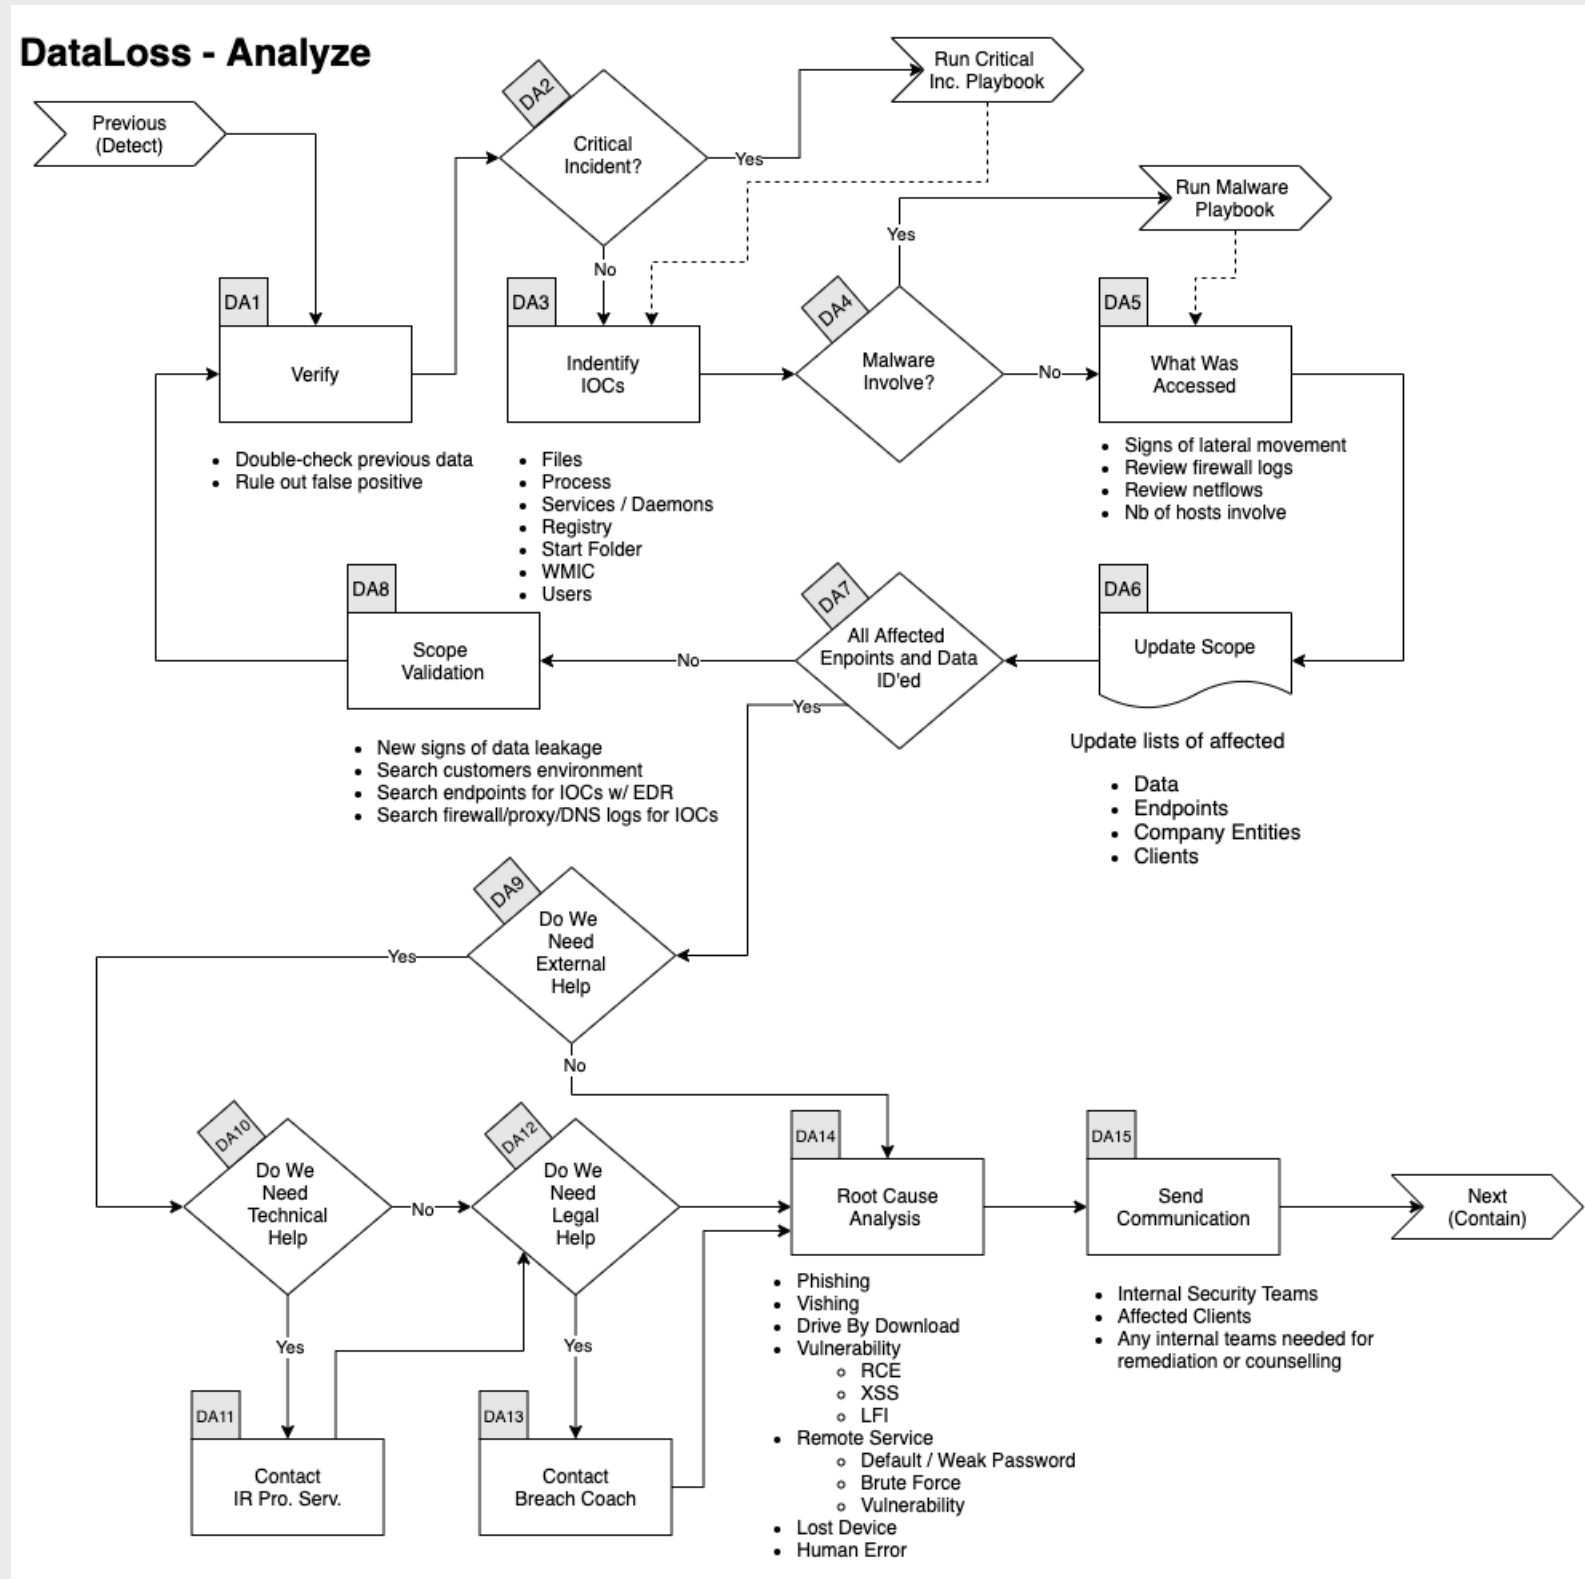 DataLoss - Analyze
Previous
(Detect)
DA2
Critical
Incident?
Yes
No
Run Critical
Inc. Playbook
Run Malware
Playbook
DA1
Verify
• Double-check previous data
• Rule out false positive
DA3
Indentify
IOCs
• Files
• Process
• Services / Daemons
• Registry
• Start Folder
• WMIC
• Users
DA4
Malware
Involve?
Yes
No
DA5
What Was
Accessed
• Signs of lateral movement
• Review firewall logs
• Review netflows
• Nb of hosts involve
DA6
Update Scope
Update lists of affected
• Data
• Endpoints
• Company Entities
• Clients
DA7
All Affected
Enpoints and Data
ID'ed
No
Yes
DA8
Scope
Validation
• New signs of data leakage
• Search customers environment
• Search endpoints for IOCs w/ EDR
• Search firewall/proxy/DNS logs for IOCs
DA9
Do We
Need
External
Help
Yes
No
DA10
Do We
Need
Technical
Help
No
Yes
DA11
Contact
IR Pro. Serv.
DA12
Do We
Need
Legal
Help
Yes
DA13
Contact
Breach Coach
DA14
Root Cause
Analysis
• Phishing
• Vishing
• Drive By Download
• Vulnerability
○ RCE
○ XSS
○ LFI
• Remote Service
○ Default / Weak Password
○ Brute Force
○ Vulnerability
• Lost Device
• Human Error
DA15
Send
Communication
• Internal Security Teams
• Affected Clients
• Any internal teams needed for
remediation or counselling
Next
(Contain)